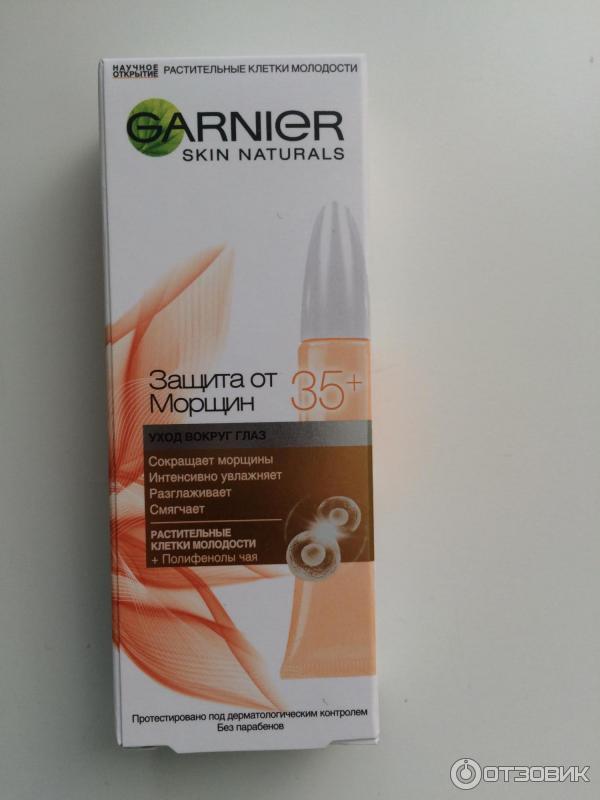 НАУЧНОЕ
ОТКРЫТИЕ РАСТИТЕЛЬНЫЕ КЛЕТКИ МОЛОДОСТИ
GARNIER
SKIN NATURALS
Защита от
Морщин 35+
УХОД ВОКРУГ ГЛАЗ
Сокращает морщины
Интенсивно увлажняет
Разглаживает
Смягчает
РАСТИТЕЛЬНЫЕ
КЛЕТКИ МОЛОДОСТИ
+ Полифенолы чая
Протестировано под дерматологическим контролем
Без парабенов
ОТЗОВИК